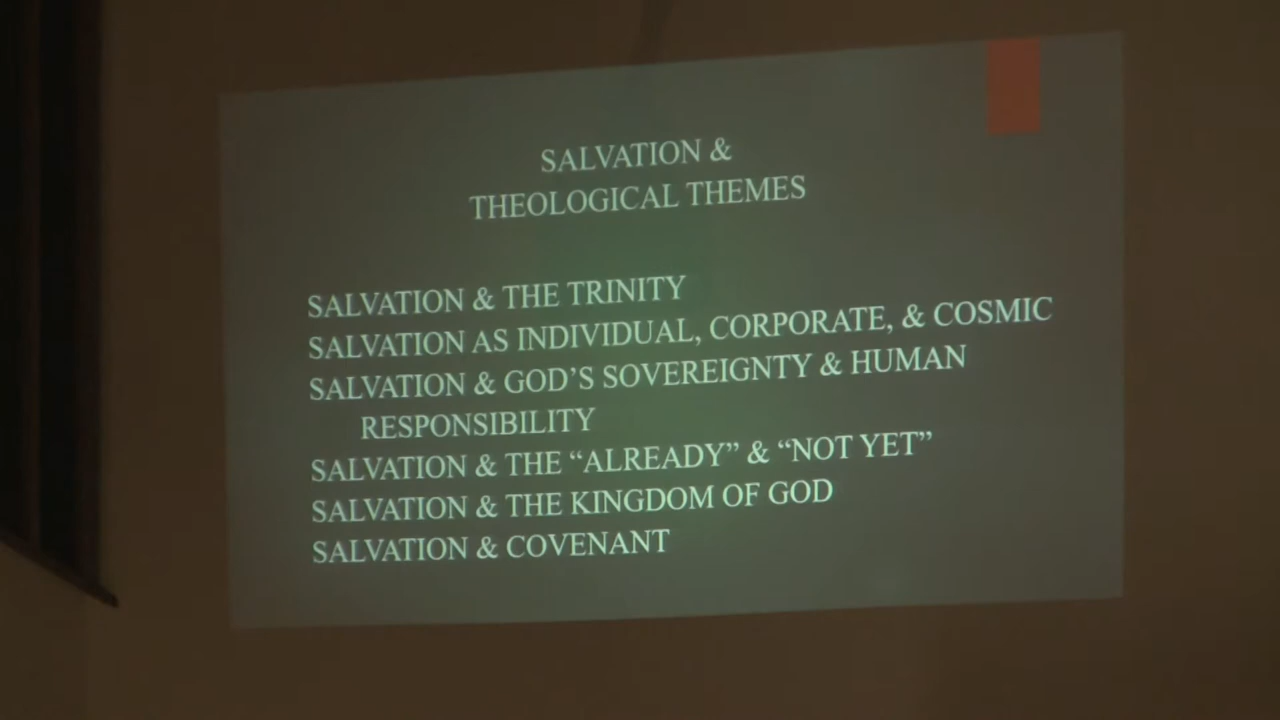 SALVATION &
THEOLOGICAL THEMES
SALVATION & THE TRINITY
SALVATION AS INDIVIDUAL, CORPORATE, & COSMIC
SALVATION & GOD’S SOVEREIGNTY & HUMAN
RESPONSIBILITY
SALVATION & THE “ALREADY” & “NOT YET”
SALVATION & THE KINGDOM OF GOD
SALVATION & COVENANT